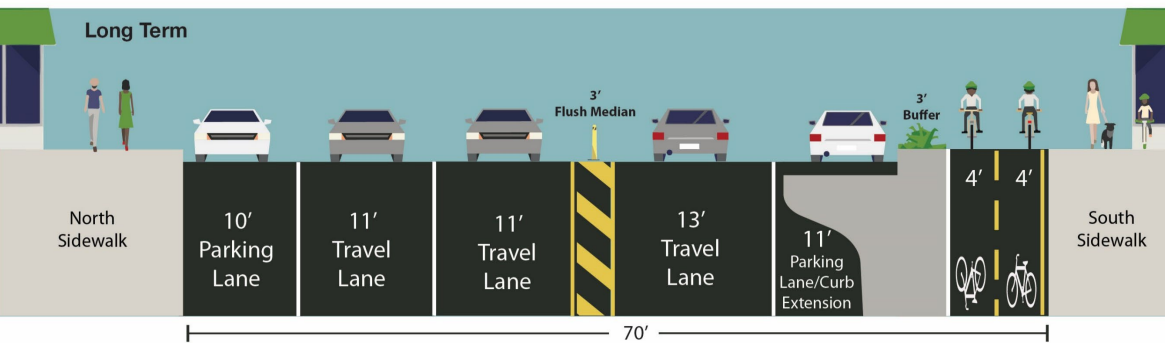 Long Term
3'
Flush Median
3'
Buffer
North
Sidewalk
10'
Parking
Lane
11'
Travel
Lane
11'
Travel
Lane
13'
Travel
Lane
11'
Parking
Lane/Curb
Extension
4'
4'
South
Sidewalk
70'